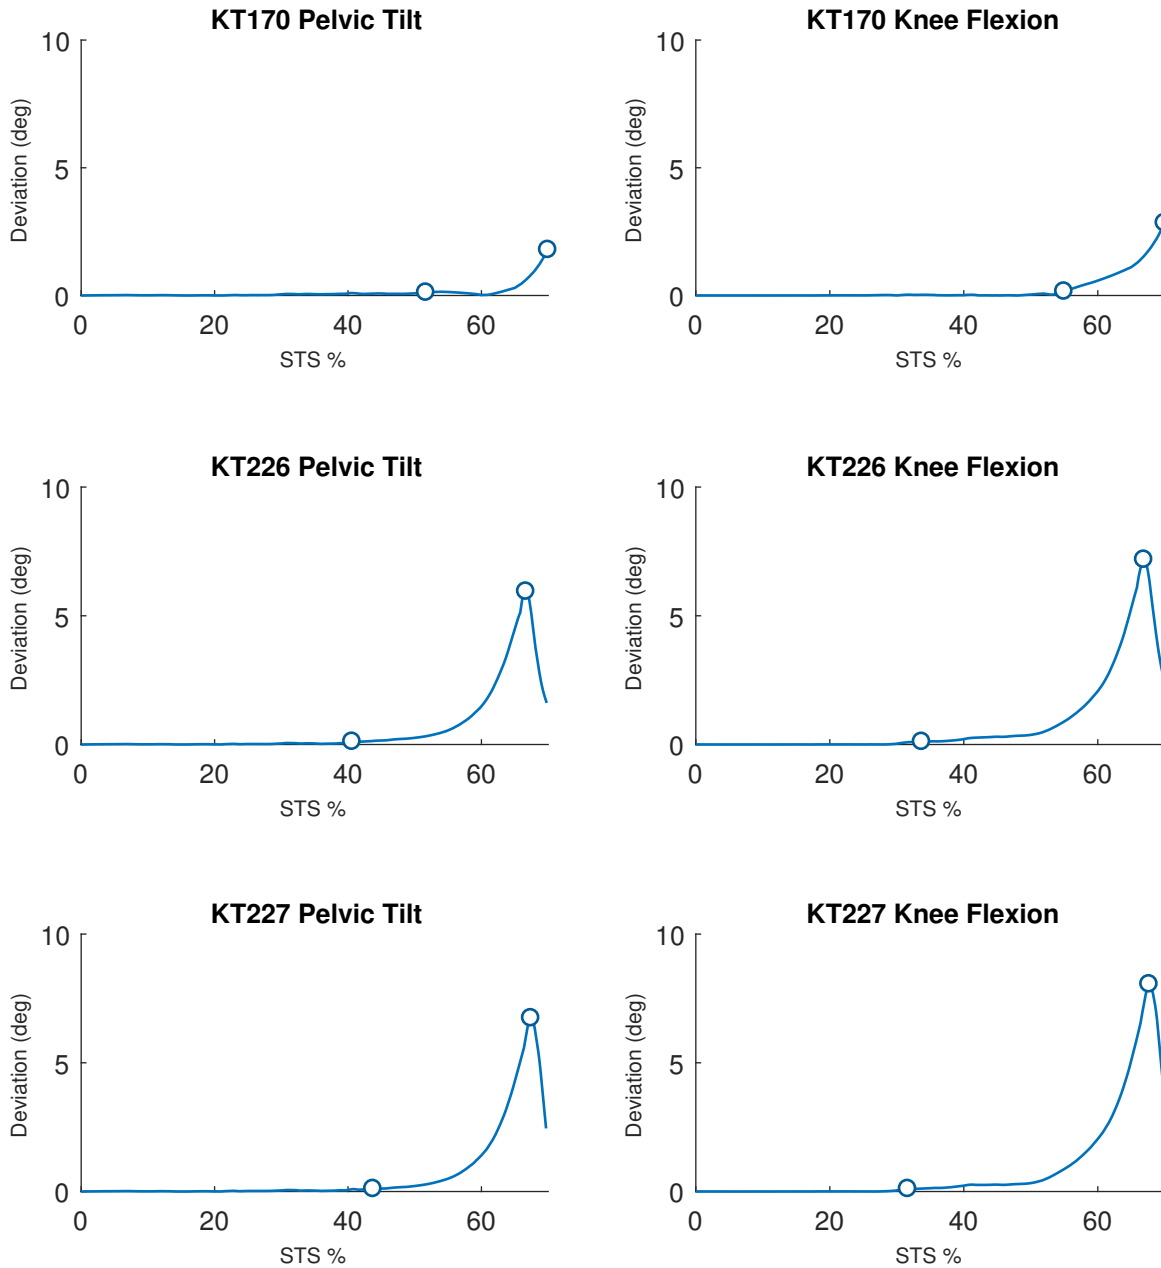 KT170 Pelvic Tilt
10
5
0
Deviation (deg)
0 20 40 60
STS %
KT170 Knee Flexion
10
5
0
Deviation (deg)
0 20 40 60
STS %
KT226 Pelvic Tilt
10
5
0
Deviation (deg)
0 20 40 60
STS %
KT226 Knee Flexion
10
5
0
Deviation (deg)
0 20 40 60
STS %
KT227 Pelvic Tilt
10
5
0
Deviation (deg)
0 20 40 60
STS %
KT227 Knee Flexion
10
5
0
Deviation (deg)
0 20 40 60
STS %